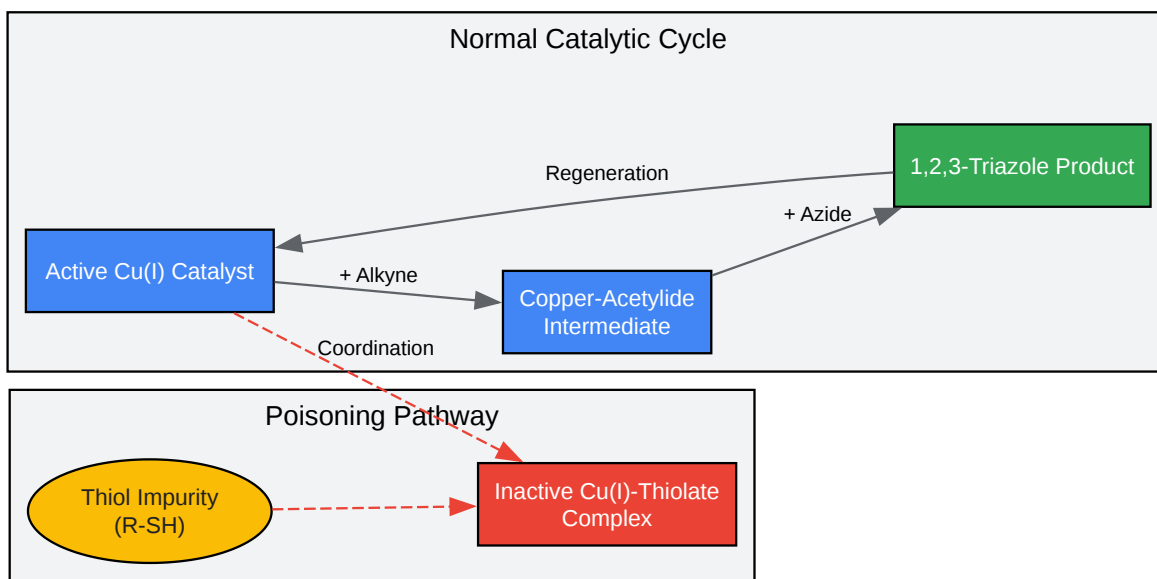 Normal Catalytic Cycle
1,2,3-Triazole Product
Regeneration
+ Azide
Active Cu(I) Catalyst
+ Alkyne
Copper-Acetylide
Intermediate
Coordination
Poisoning Pathway
Thiol Impurity
(R-SH)
Inactive Cu(I)-Thiolate
Complex